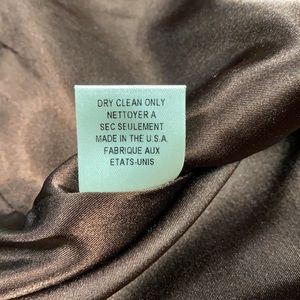 DRY CLEAN ONLY
NETTOYER A
SEC SEULEMENT
MADE IN THE U.S.A.
FABRIQUE AUX
ETATS-UNIS